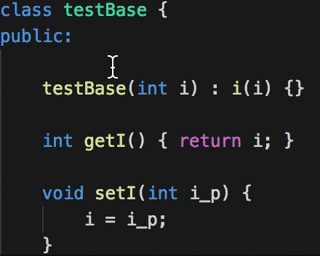 class testBase {
public:
testBase(int i) : i(i) {}
int getI() { return i; }
void setI(int i_p) {
i = i_p;
}